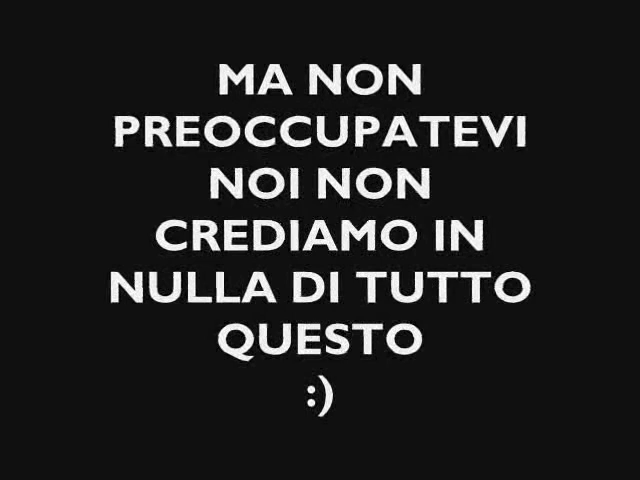 MA NON
PREOCCUPATEVI
NOI NON
CREDIAMO IN
NULLA DI TUTTO
QUESTO
:)